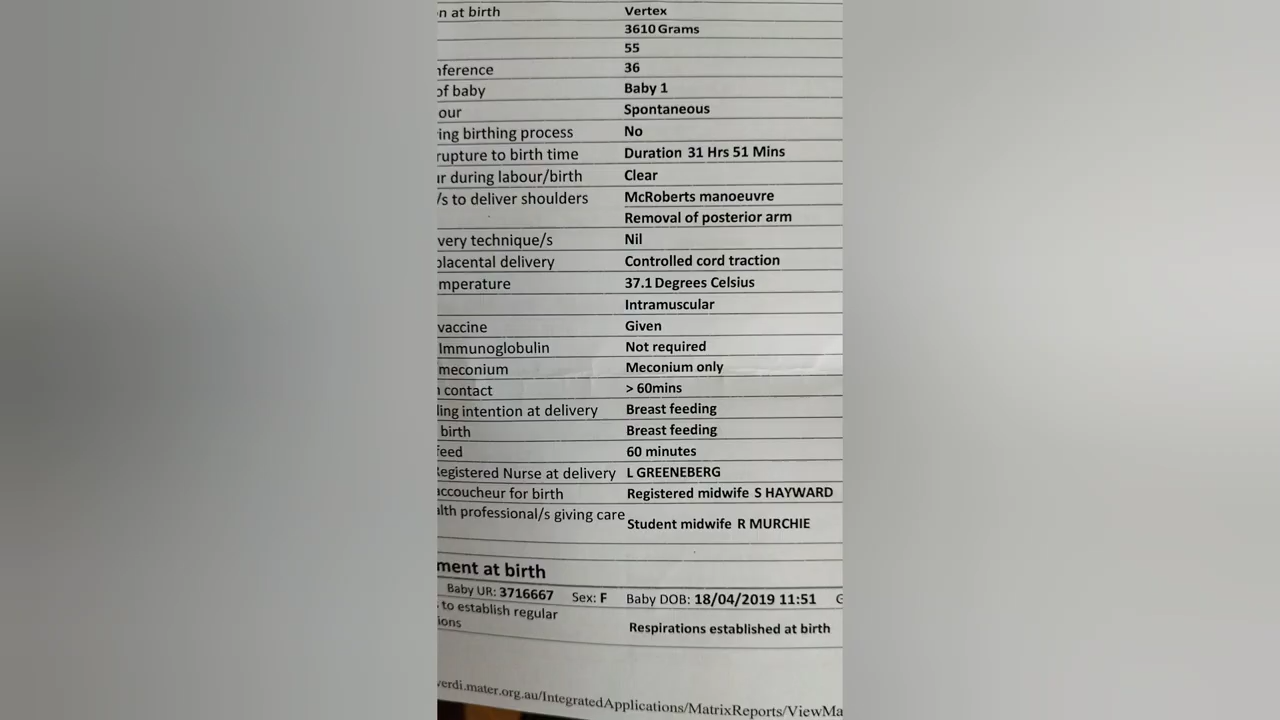 n at birth Vertex
3610 Grams
55
nference 36
of baby Baby 1
our Spontaneous
ring birthing process No
rupture to birth time Duration 31 Hrs 51 Mins
ur during labour/birth Clear
/s to deliver shoulders McRoberts manoeuvre
Removal of posterior arm
very technique/s Nil
placental delivery Controlled cord traction
mperature 37.1 Degrees Celsius
Intramuscular
vaccine Given
Immunoglobulin Not required
meconium Meconium only
contact > 60mins
ling intention at delivery Breast feeding
birth Breast feeding
feed 60 minutes
Registered Nurse at delivery L GREENEBERG
accoucheur for birth Registered midwife S HAYWARD
alth professional/s giving care Student midwife R MURCHIE
ment at birth
Baby UR: 3716667 Sex: F Baby DOB: 18/04/2019 11:51 G
to establish regular
ions Respirations established at birth
verdi.mater.org.au/IntegratedApplications/MatrixReports/ViewMa